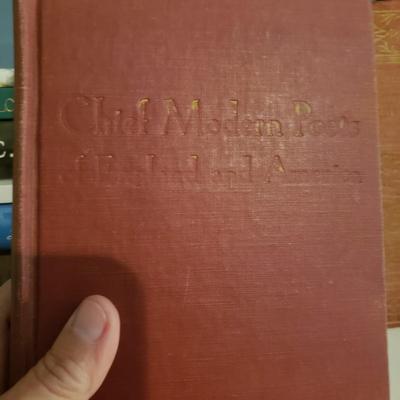 Chief Modern Poets
of England and America